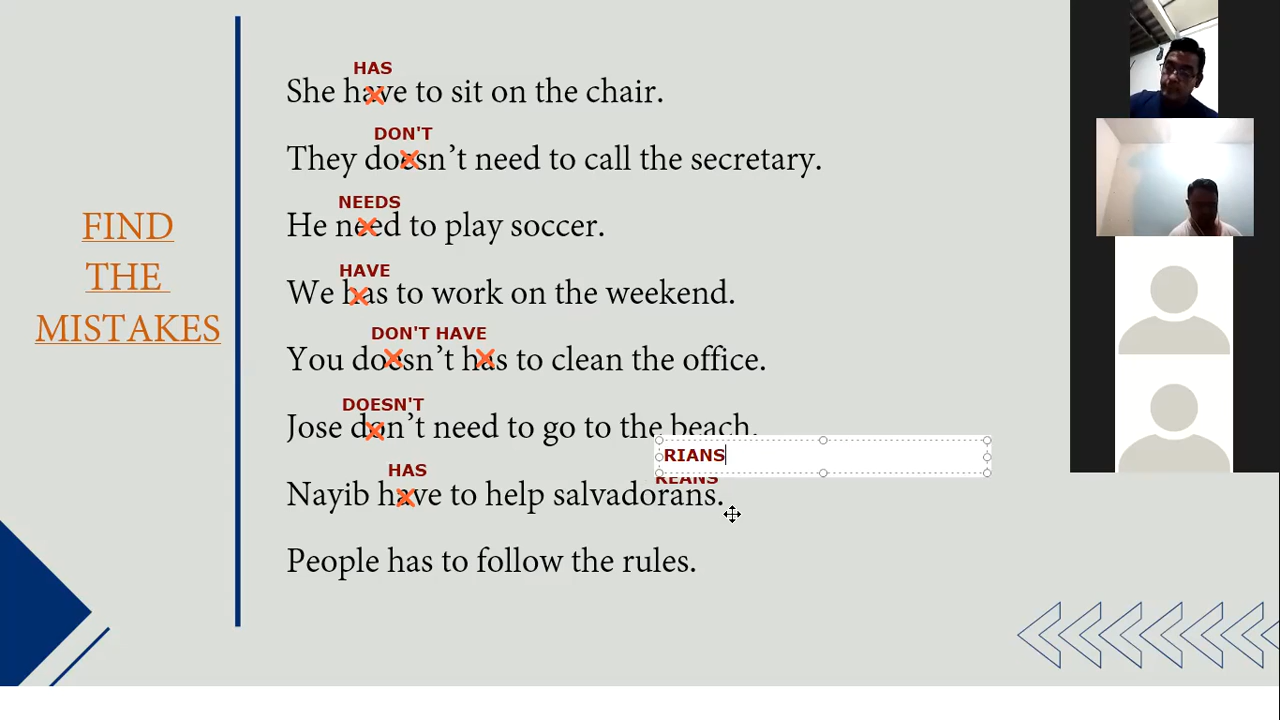 FIND
THE
MISTAKES
HAS
She have to sit on the chair.
DON'T
They doesn’t need to call the secretary.
NEEDS
He need to play soccer.
HAVE
We has to work on the weekend.
DON'T HAVE
You doesn’t has to clean the office.
DOESN'T
Jose don’t need to go to the beach.
RIANS
HAS
REANS
Nayib have to help salvadorans.
People has to follow the rules.